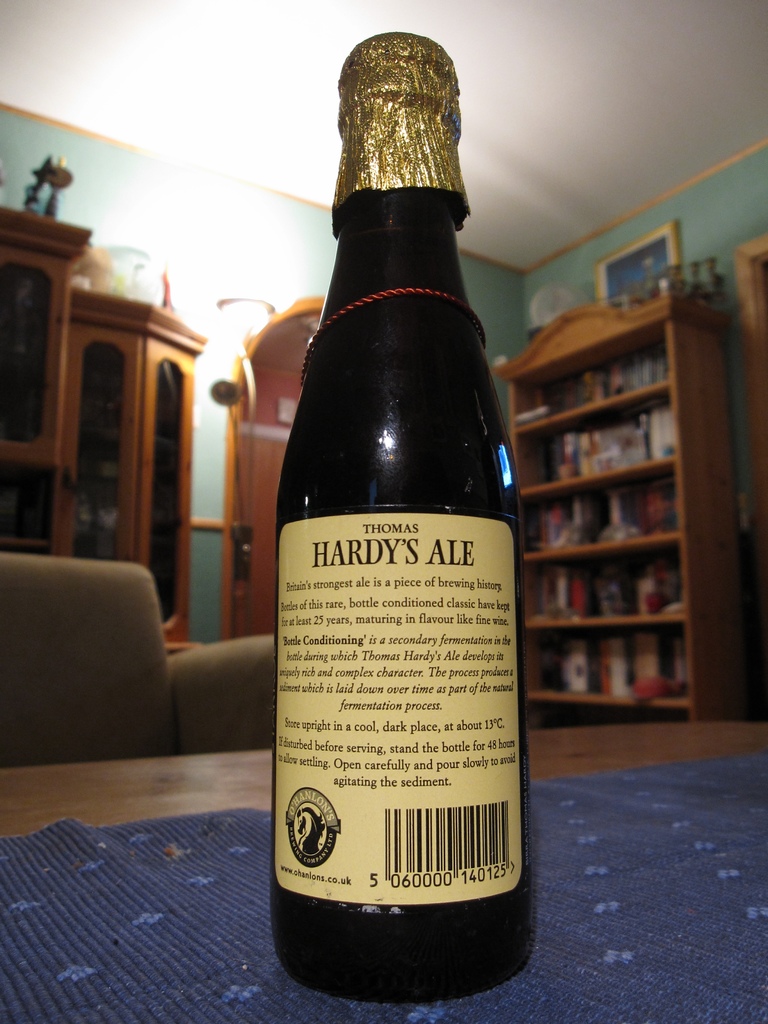 THOMAS
HARDY'S ALE
Britain's strongest ale is a piece of brewing history.
Bottles of this rare, bottle conditioned classic have kept
for at least 25 years, maturing in flavour like fine wine.
'Bottle Conditioning' is a secondary fermentation in the
bottle during which Thomas Hardy's Ale develops its
uniquely rich and complex character. The process produces a
sediment which is laid down over time as part of the natural
fermentation process.
Store upright in a cool, dark place, at about 13°C.
If disturbed before serving, stand the bottle for 48 hours
to allow settling. Open carefully and pour slowly to avoid
agitating the sediment.
O'HANLON'S
BREWING COMPANY LTD
www.ohanlons.co.uk
5 060000 140125 >